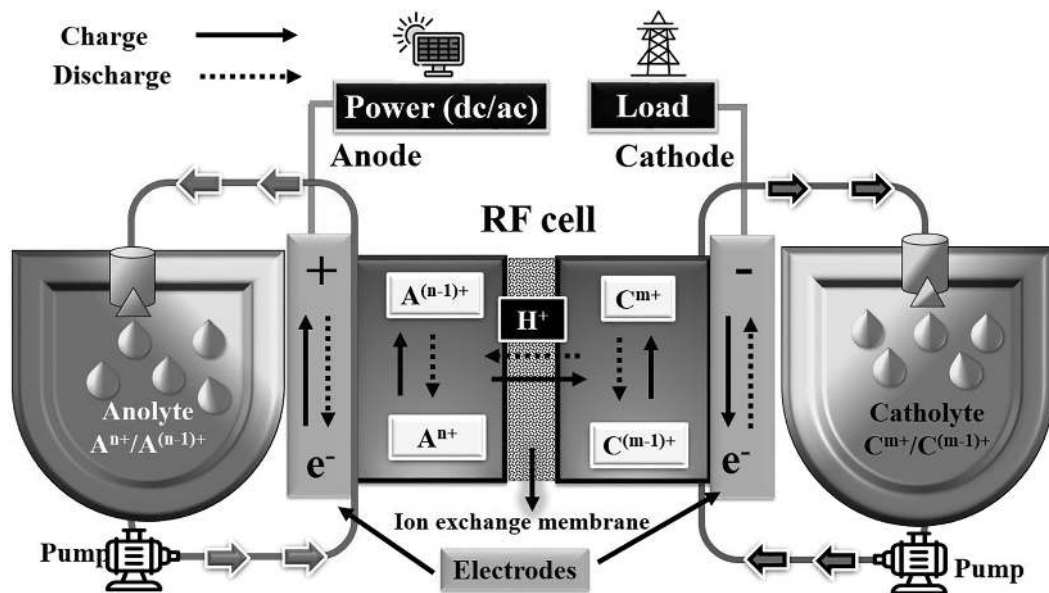 Charge
Discharge
Power (dc/ac)
Load
Anode
Cathode
RF cell
+
-
A(n-1)+
Cm+
H+
Anolyte
An+/A(n-1)+
An+
C(m-1)+
Catholyte
Cm+/C(m-1)+
e-
e-
Ion exchange membrane
Pump
Electrodes
Pump